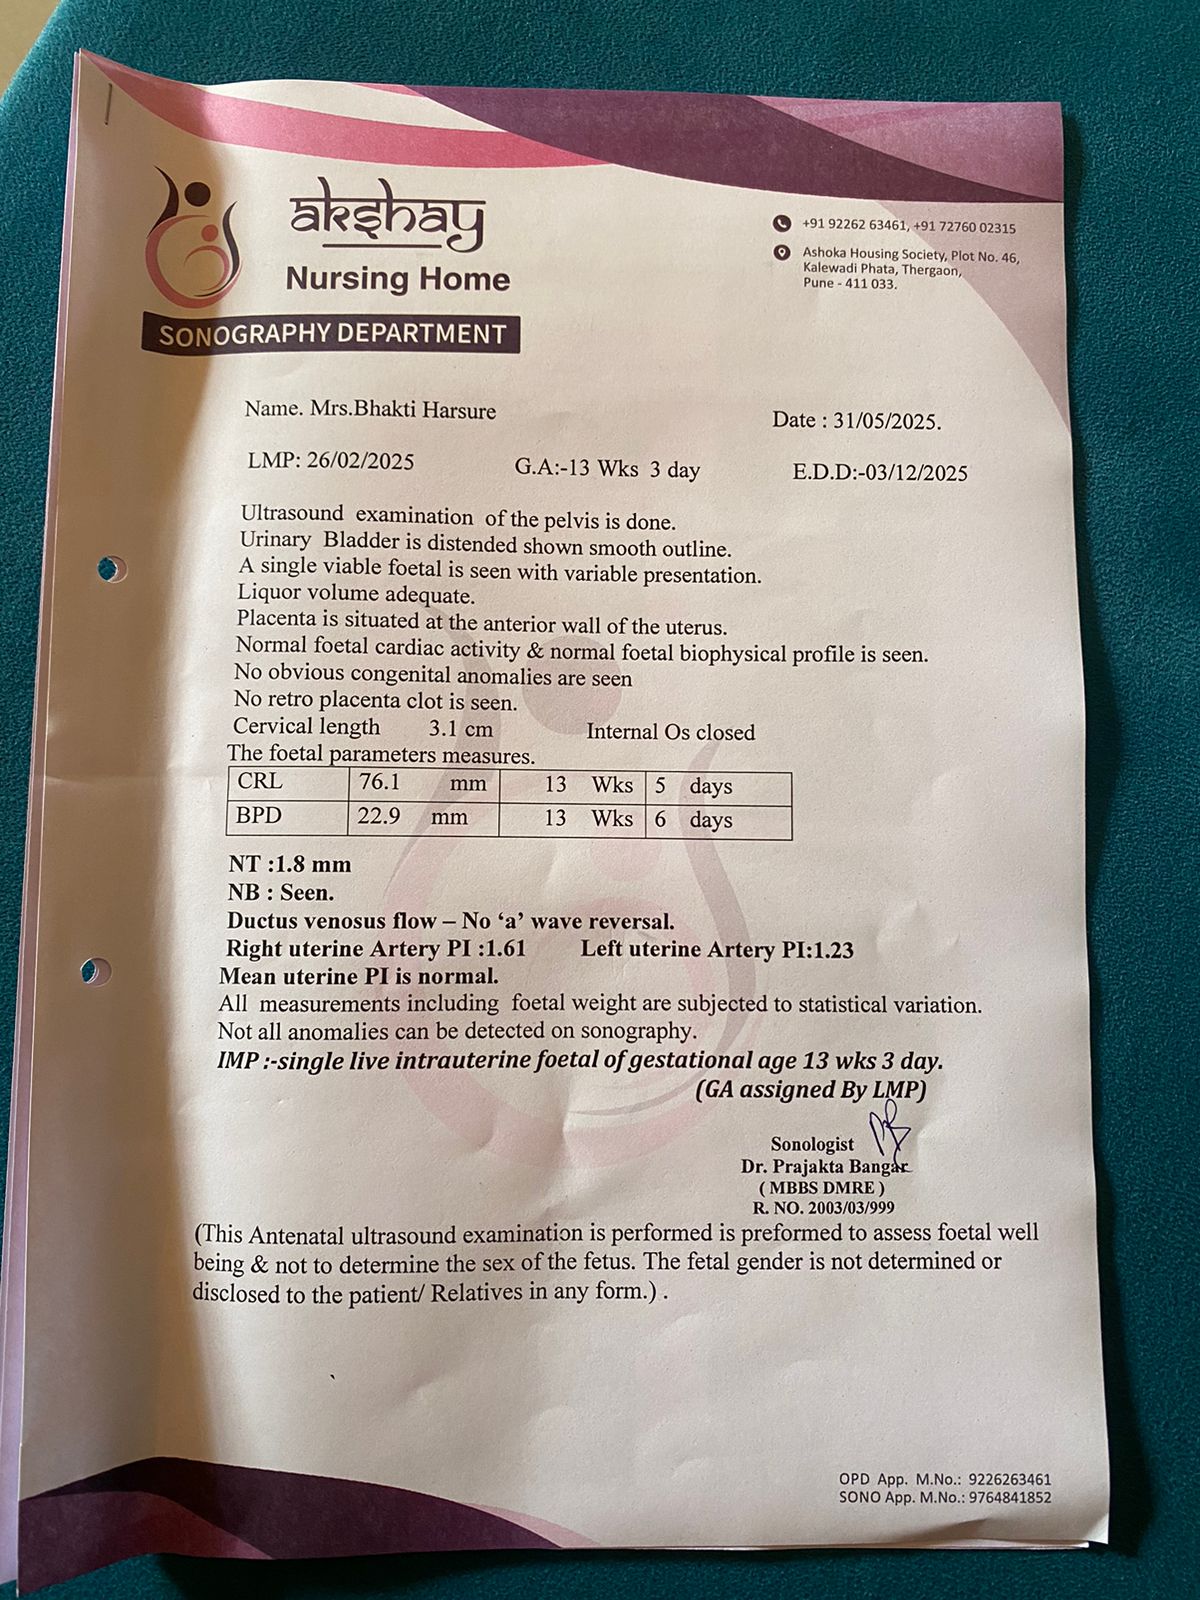 akshay
Nursing Home
SONOGRAPHY DEPARTMENT
+91 92262 63461, +91 72760 02315
Ashoka Housing Society, Plot No. 46,
Kalewadi Phata, Thergaon,
Pune - 411 033.
Name. Mrs.Bhakti Harsure
Date : 31/05/2025.
LMP: 26/02/2025 G.A:-13 Wks 3 day E.D.D:-03/12/2025
Ultrasound examination of the pelvis is done.
Urinary Bladder is distended shown smooth outline.
A single viable foetal is seen with variable presentation.
Liquor volume adequate.
Placenta is situated at the anterior wall of the uterus.
Normal foetal cardiac activity & normal foetal biophysical profile is seen.
No obvious congenital anomalies are seen
No retro placenta clot is seen.
Cervical length 3.1 cm Internal Os closed
The foetal parameters measures.
CRL 76.1 mm 13 Wks 5 days
BPD 22.9 mm 13 Wks 6 days
NT :1.8 mm
NB : Seen.
Ductus venosus flow – No ‘a’ wave reversal.
Right uterine Artery PI :1.61 Left uterine Artery PI:1.23
Mean uterine PI is normal.
All measurements including foetal weight are subjected to statistical variation.
Not all anomalies can be detected on sonography.
IMP :-single live intrauterine foetal of gestational age 13 wks 3 day.
(GA assigned By LMP)
Sonologist
Dr. Prajakta Bangar
( MBBS DMRE )
R. NO. 2003/03/999
(This Antenatal ultrasound examination is performed is preformed to assess foetal well
being & not to determine the sex of the fetus. The fetal gender is not determined or
disclosed to the patient/ Relatives in any form.) .
OPD App. M.No.: 9226263461
SONO App. M.No.: 9764841852